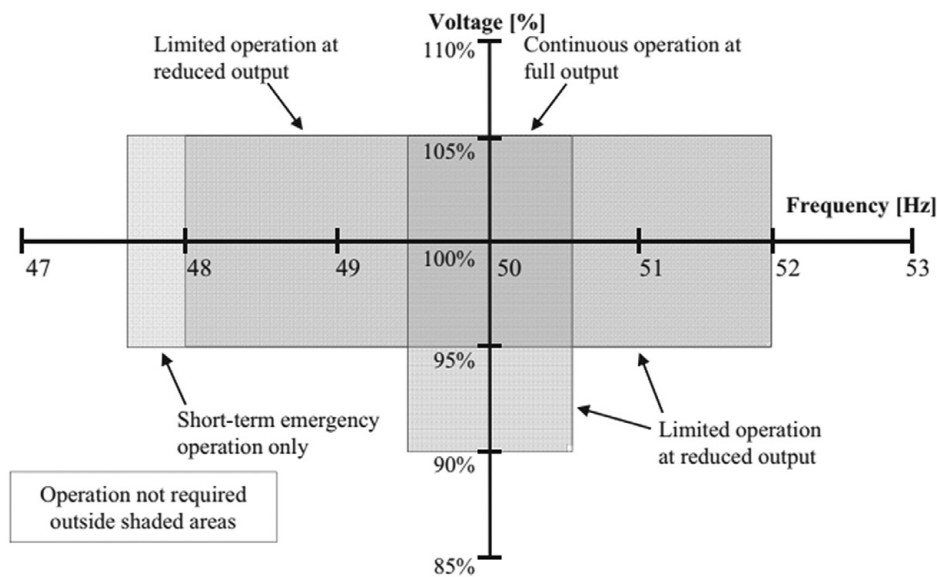 Voltage [%]
Limited operation at
reduced output
110%
Continuous operation at
full output
105%
Frequency [Hz]
100%
47
48
49
50
51
52
53
95%
Short-term emergency
operation only
Limited operation
at reduced output
90%
Operation not required
outside shaded areas
85%